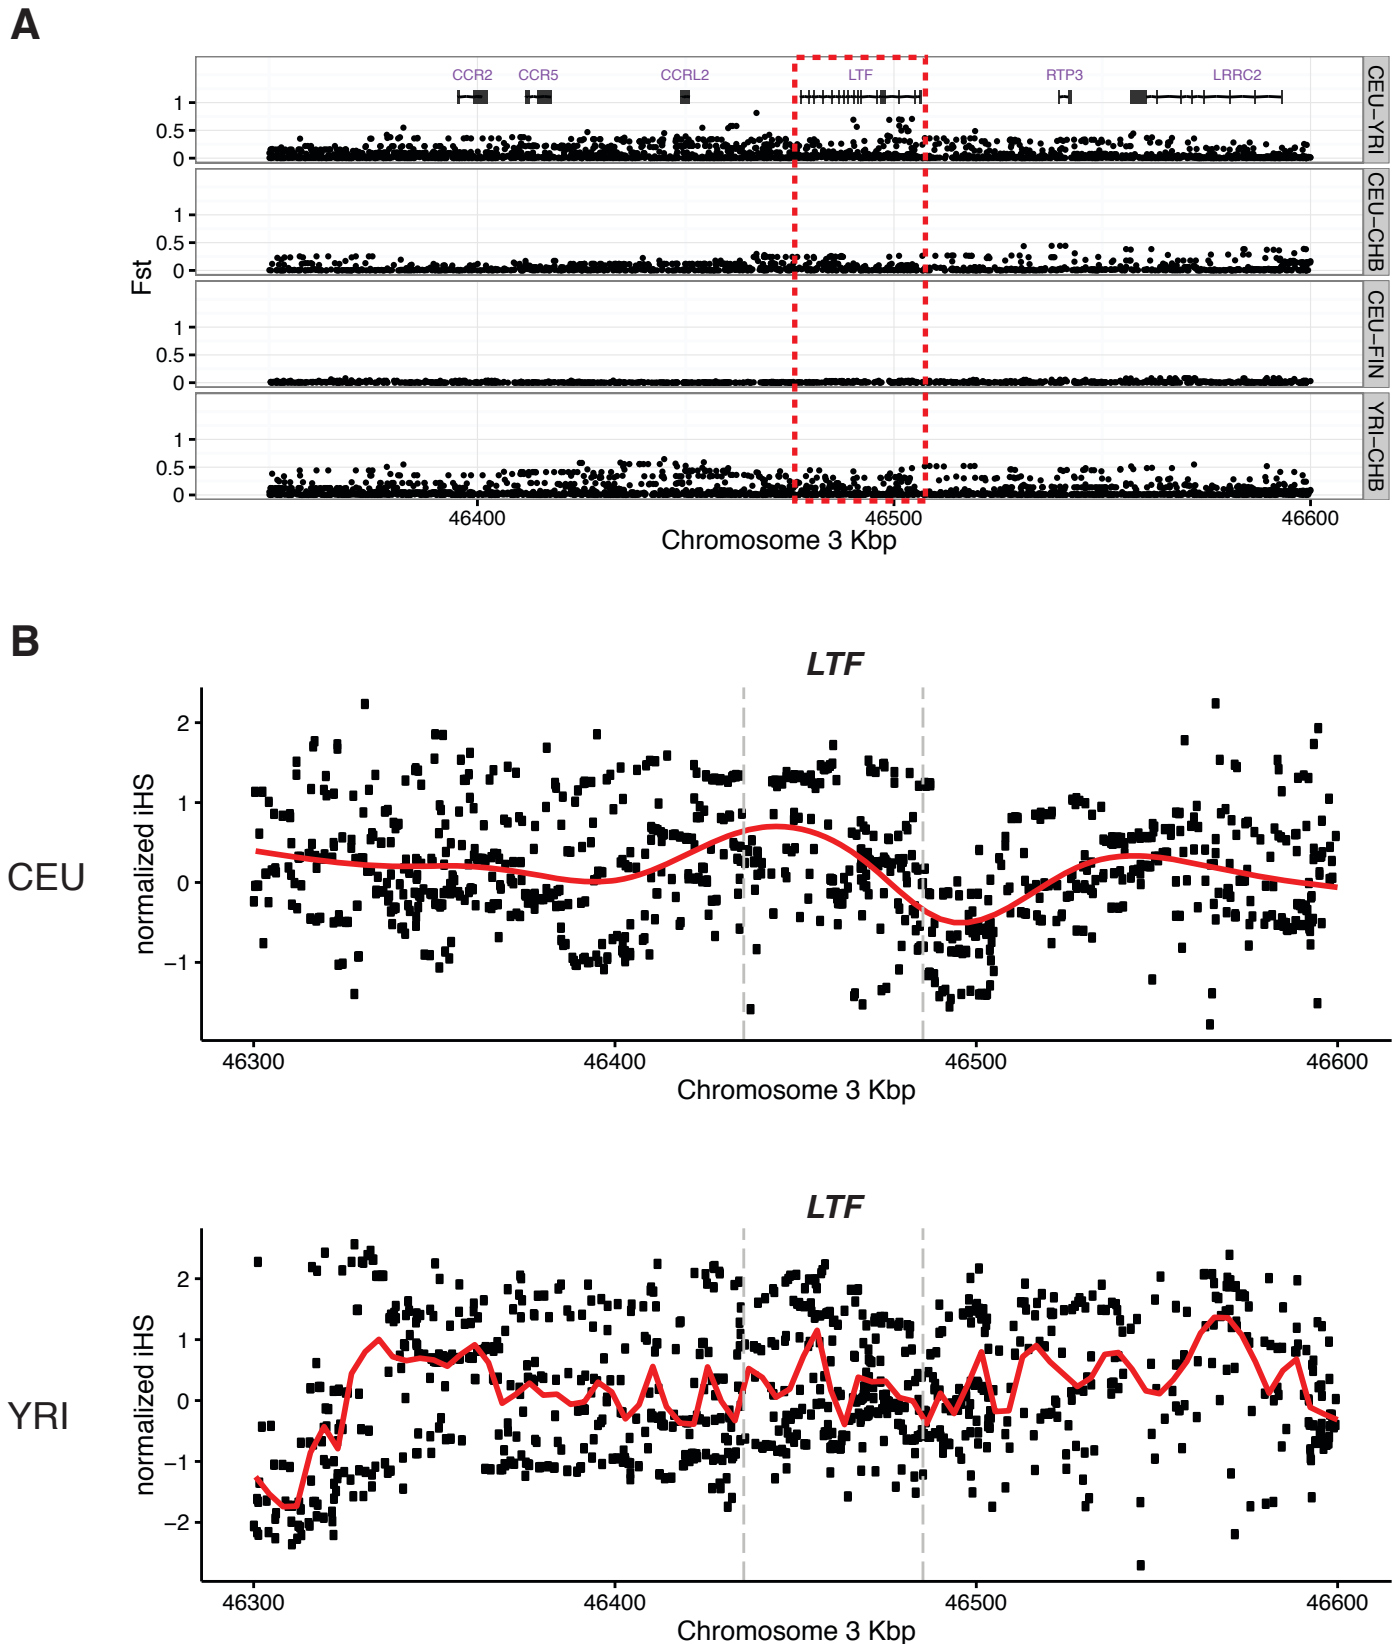 A
CCR2 CCR5 CCRL2 LTF RTP3 LRRC2
1
0.5
0
CEU−YRI
1
0.5
0
CEU−CHB
Fst
1
0.5
0
CEU−FIN
1
0.5
0
YRI−CHB
46400 46500 46600
Chromosome 3 Kbp
B
LTF
CEU
normalized iHS
2
1
0
−1
46300 46400 46500 46600
Chromosome 3 Kbp
LTF
YRI
normalized iHS
2
1
0
−1
−2
46300 46400 46500 46600
Chromosome 3 Kbp